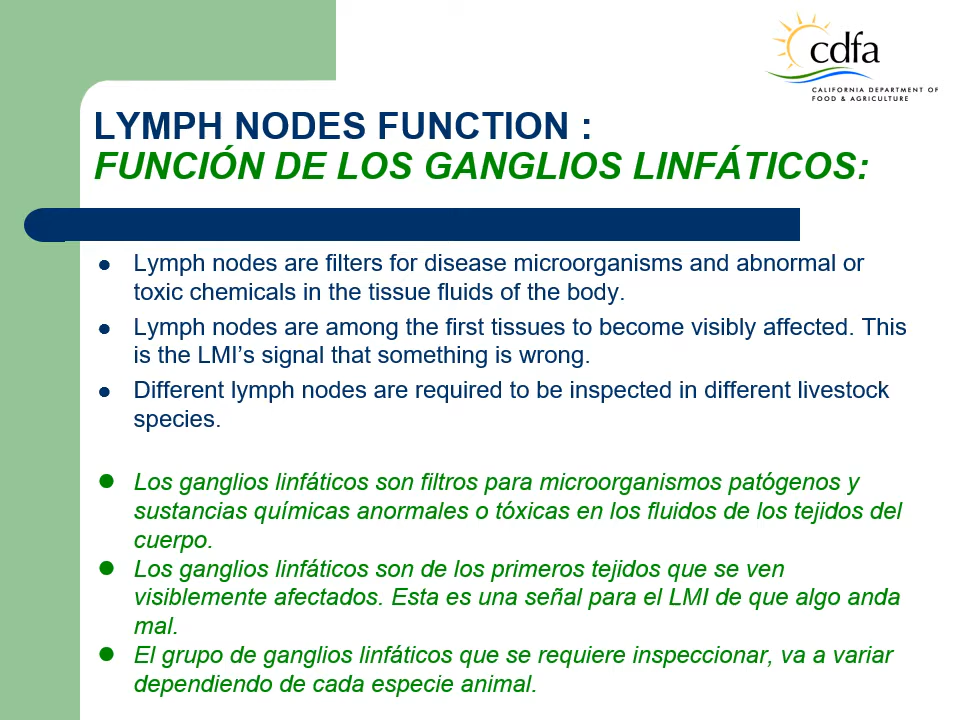 cdfa
CALIFORNIA DEPARTMENT OF
FOOD & AGRICULTURE
LYMPH NODES FUNCTION :
FUNCIÓN DE LOS GANGLIOS LINFÁTICOS:
Lymph nodes are filters for disease microorganisms and abnormal or
toxic chemicals in the tissue fluids of the body.
Lymph nodes are among the first tissues to become visibly affected. This
is the LMI’s signal that something is wrong.
Different lymph nodes are required to be inspected in different livestock
species.
Los ganglios linfáticos son filtros para microorganismos patógenos y
sustancias químicas anormales o tóxicas en los fluidos de los tejidos del
cuerpo.
Los ganglios linfáticos son de los primeros tejidos que se ven
visiblemente afectados. Esta es una señal para el LMI de que algo anda
mal.
El grupo de ganglios linfáticos que se requiere inspeccionar, va a variar
dependiendo de cada especie animal.